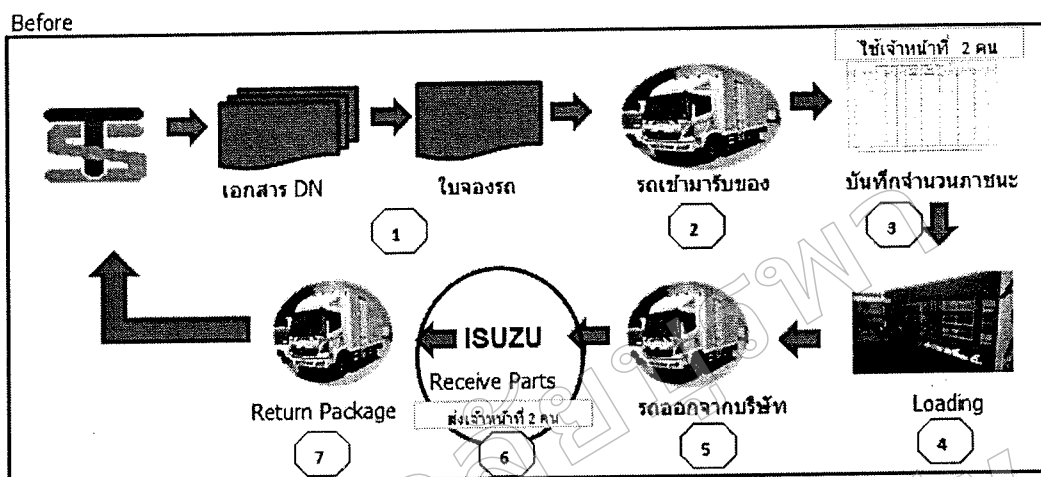 Before
ใช้เจ้าหน้าที่ 2 คน
เอกสาร DN
ใบจองรถ
รถเข้ามารับของ
บันทึกจำนวนภาชนะ
1
2
3
ISUZU
Receive Parts
ส่งเจ้าหน้าที่ 2 คน
Return Package
รถออกจากบริษัท
Loading
7
6
5
4